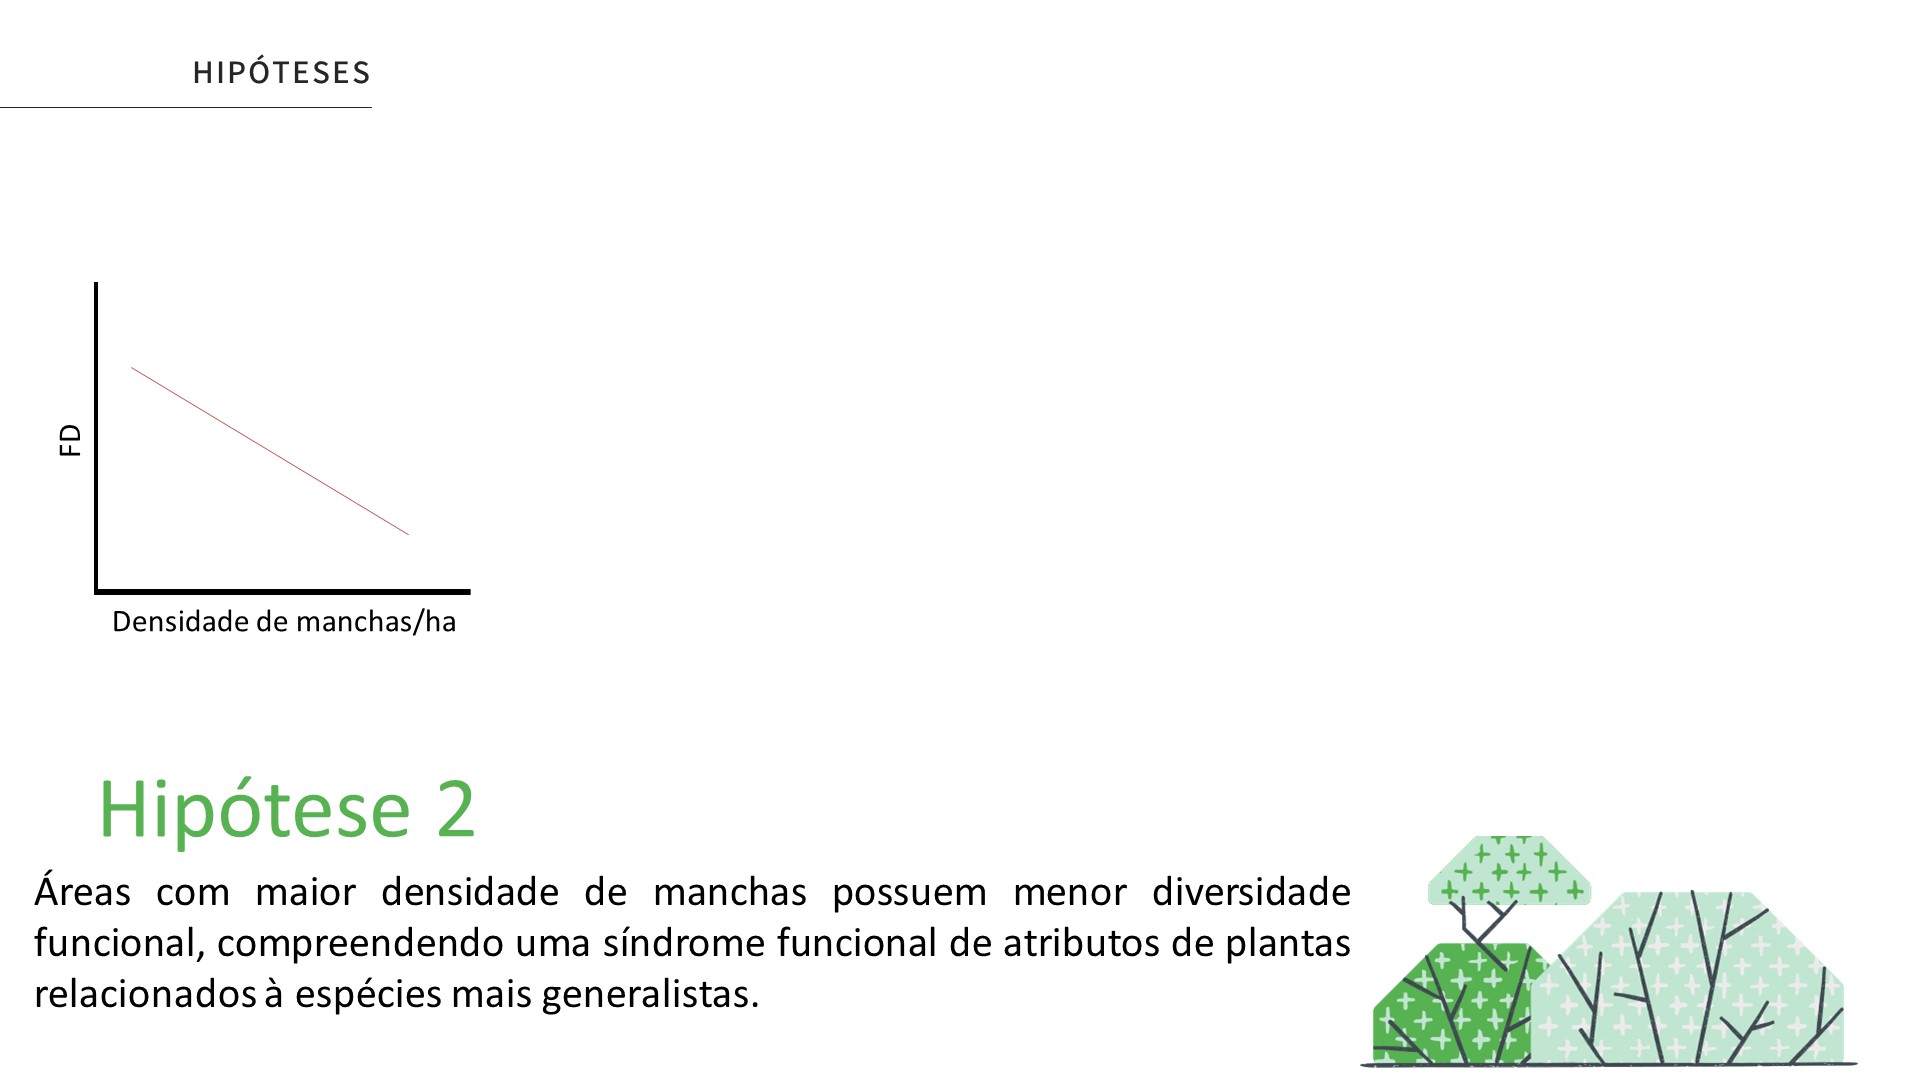 HIPÓTESES
FD
Densidade de manchas/ha
Hipótese 2
Áreas com maior densidade de manchas possuem menor diversidade
funcional, compreendendo uma síndrome funcional de atributos de plantas
relacionados à espécies mais generalistas.